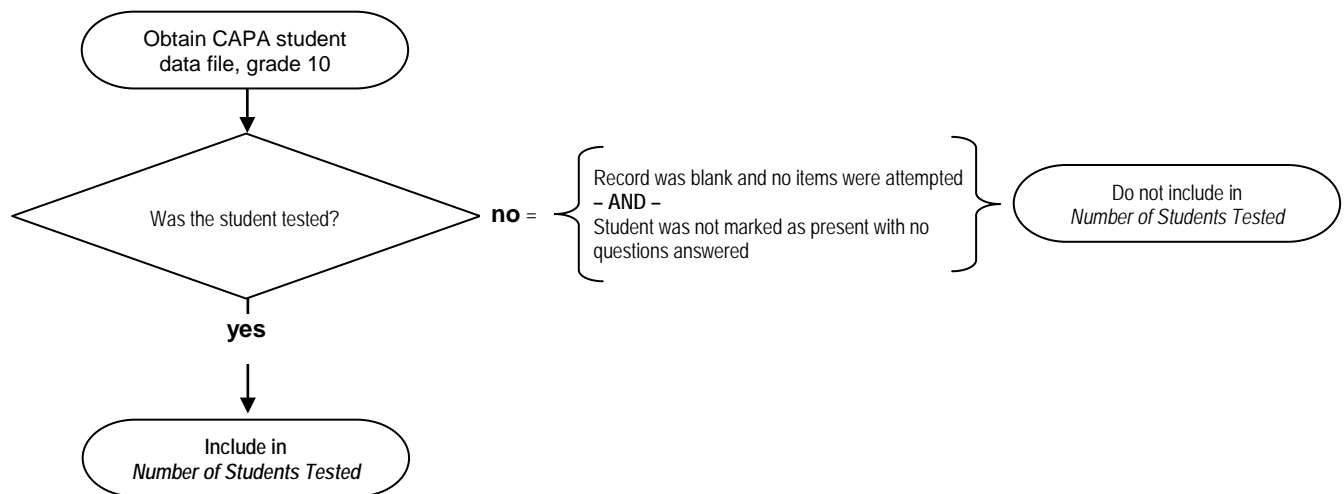 Obtain CAPA student
data file, grade 10
Was the student tested?
no =
Record was blank and no items were attempted
– AND –
Student was not marked as present with no
questions answered
Do not include in
Number of Students Tested
yes
Include in
Number of Students Tested